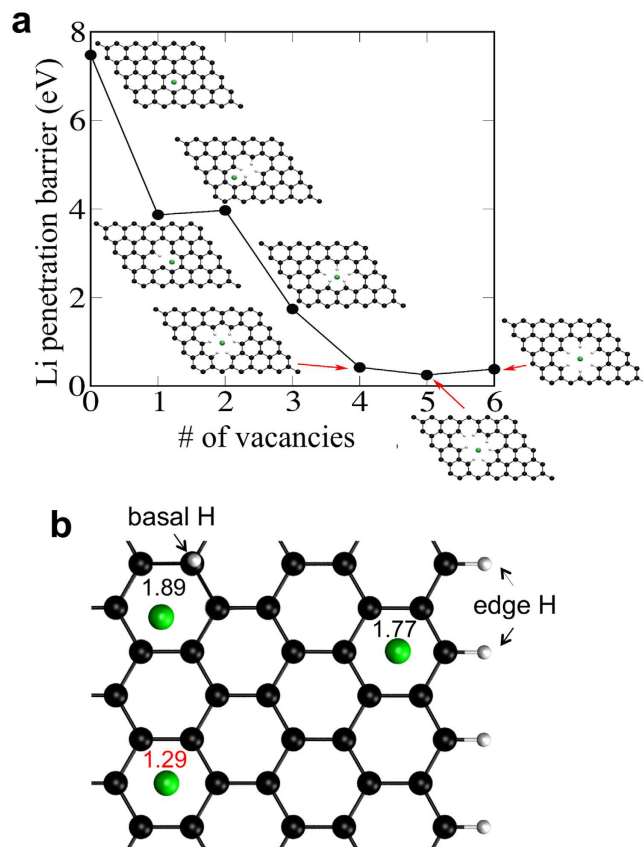 a
8
6
4
2
0
Li penetration barrier (eV)
0 1 2 3 4 5 6
# of vacancies
b
basal H
1.89
1.77
edge H
1.29